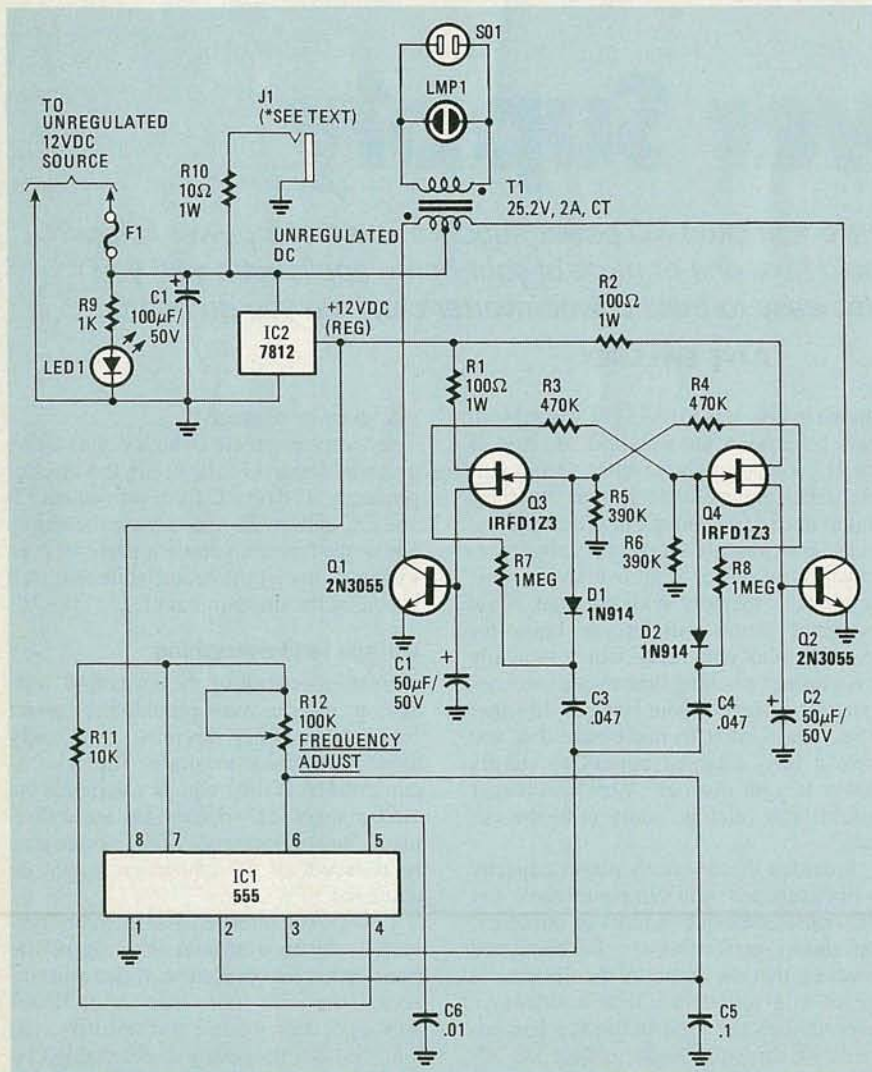 S01
LMP1
TO
UNREGULATED
12VDC
SOURCE
J1
(*SEE TEXT)
R10
10Ω
1W
T1
25.2V, 2A, CT
F1
UNREGULATED
DC
R9
1K
C1
100µF/
50V
+12VDC
(REG)
R2
100Ω
1W
IC2
7812
LED1
R1
100Ω
1W
R3
470K
R4
470K
Q3
IRFD1Z3
Q4
IRFD1Z3
R5
390K
R6
390K
Q1
2N3055
R7
1MEG
R8
1MEG
D1
1N914
D2
1N914
Q2
2N3055
C1
50µF/
50V
C3
.047
C4
.047
C2
50µF/
50V
R11
10K
R12
100K
FREQUENCY
ADJUST
8 7 6 5
IC1
555
1 2 3 4
C6
.01
C5
.1